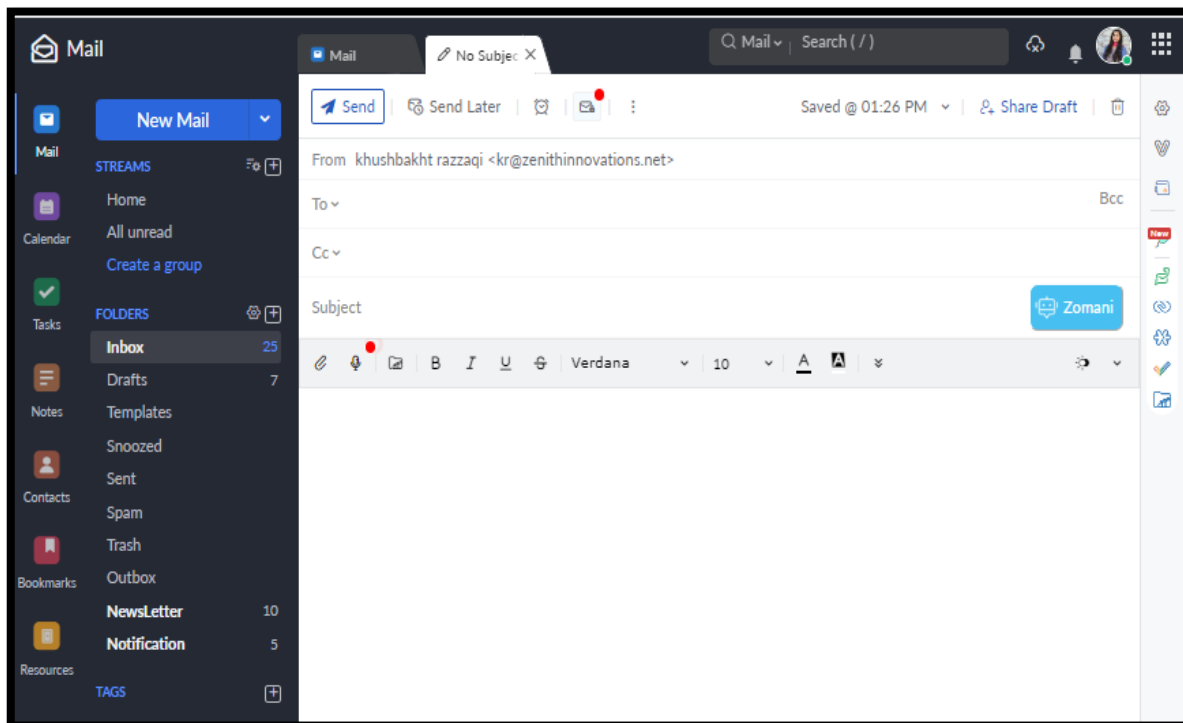 Mail
Mail
No Subjec
Mail
Search ( / )
Mail
Calendar
Tasks
Notes
Contacts
Bookmarks
Resources
New Mail
STREAMS
Home
All unread
Create a group
FOLDERS
Inbox 25
Drafts 7
Templates
Snoozed
Sent
Spam
Trash
Outbox
NewsLetter 10
Notification 5
TAGS
Send
Send Later
Saved @ 01:26 PM
Share Draft
From khushbakht razzaqi <kr@zenithinnovations.net>
To
Bcc
Cc
Subject
Zomani
B I U S Verdana 10 A A
New